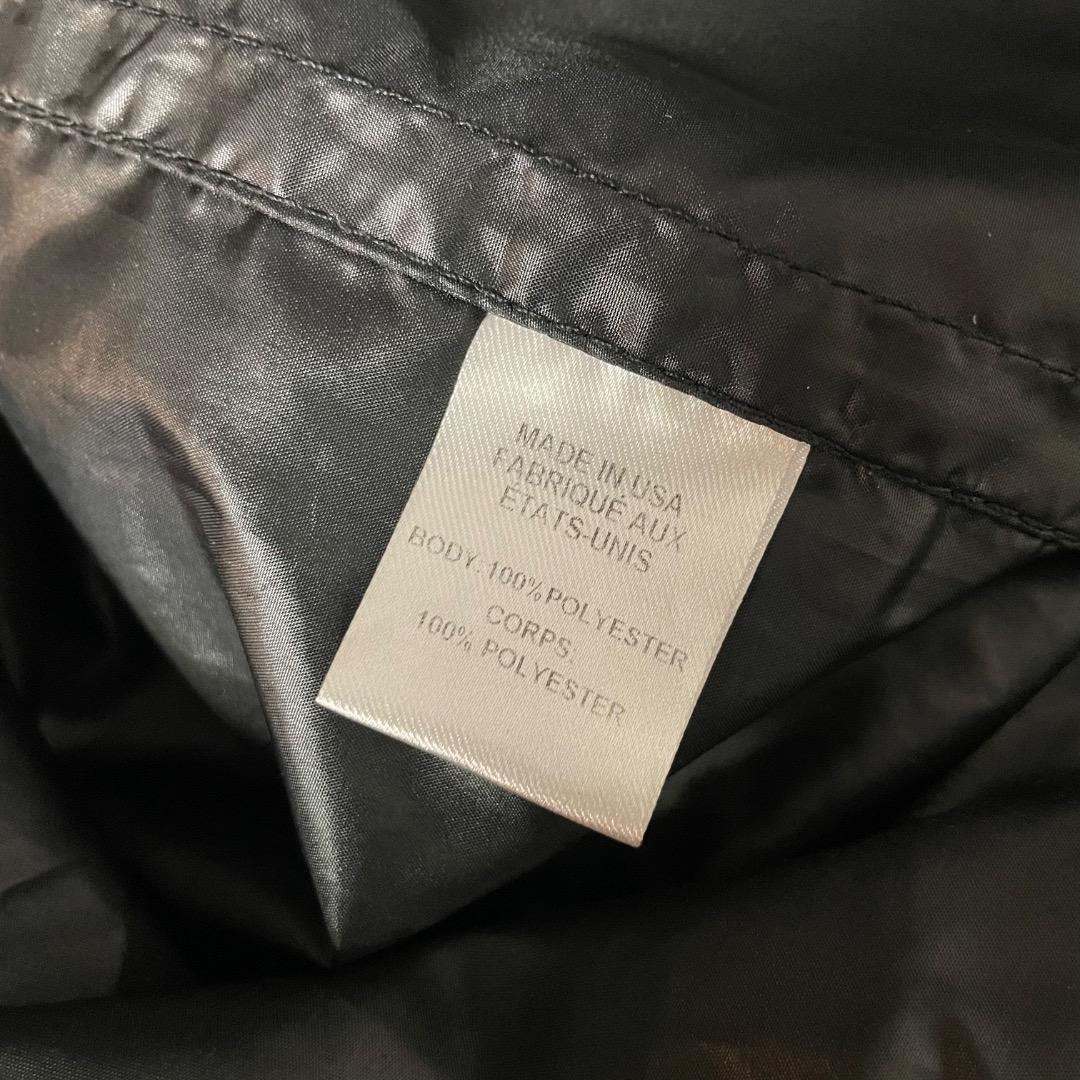 MADE IN USA
FABRIQUÉ AUX
ÉTATS-UNIS
BODY: 100% POLYESTER
CORPS:
100% POLYESTER